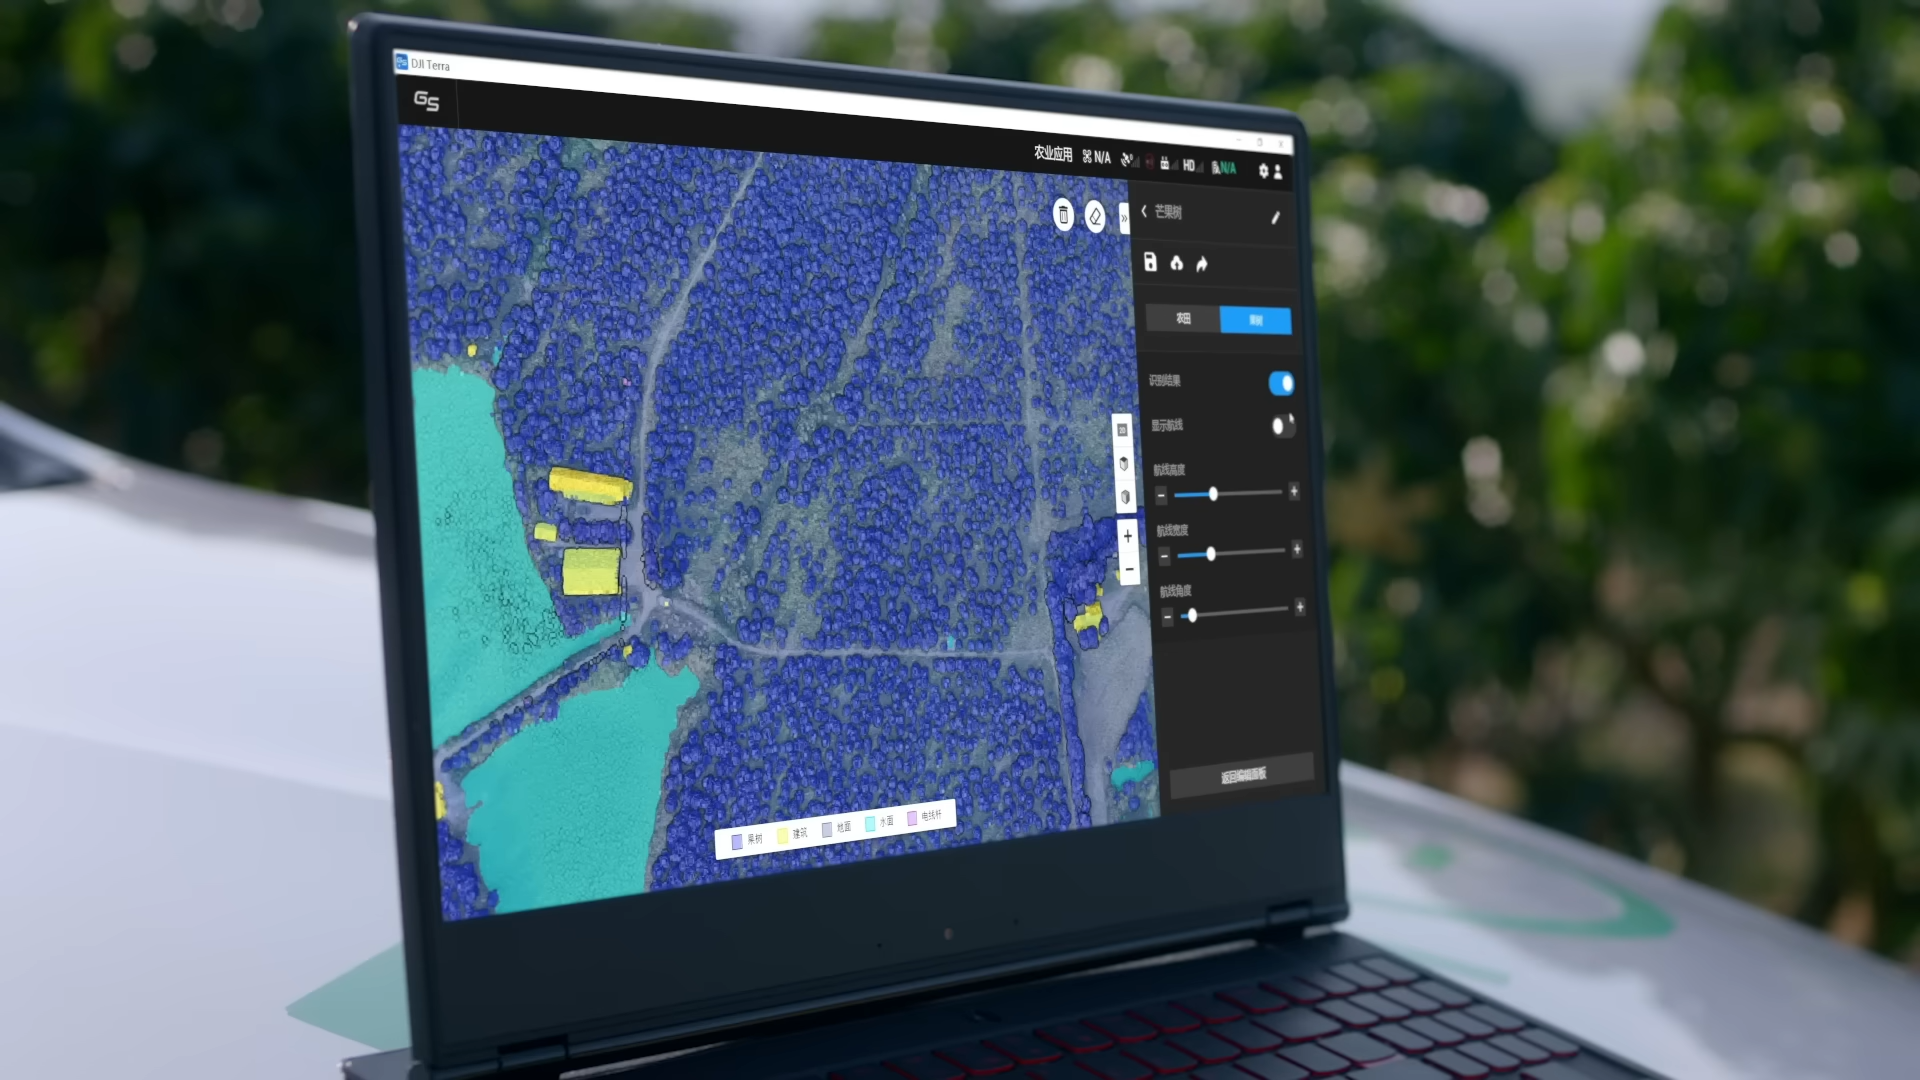 DJI Terra
GS
农业应用 N/A HD N/A
芒果树
农田 果树
识别结果
显示航线
航线高度
航线宽度
航线角度
返回编辑面板
果树 建筑 地面 水面 电线杆